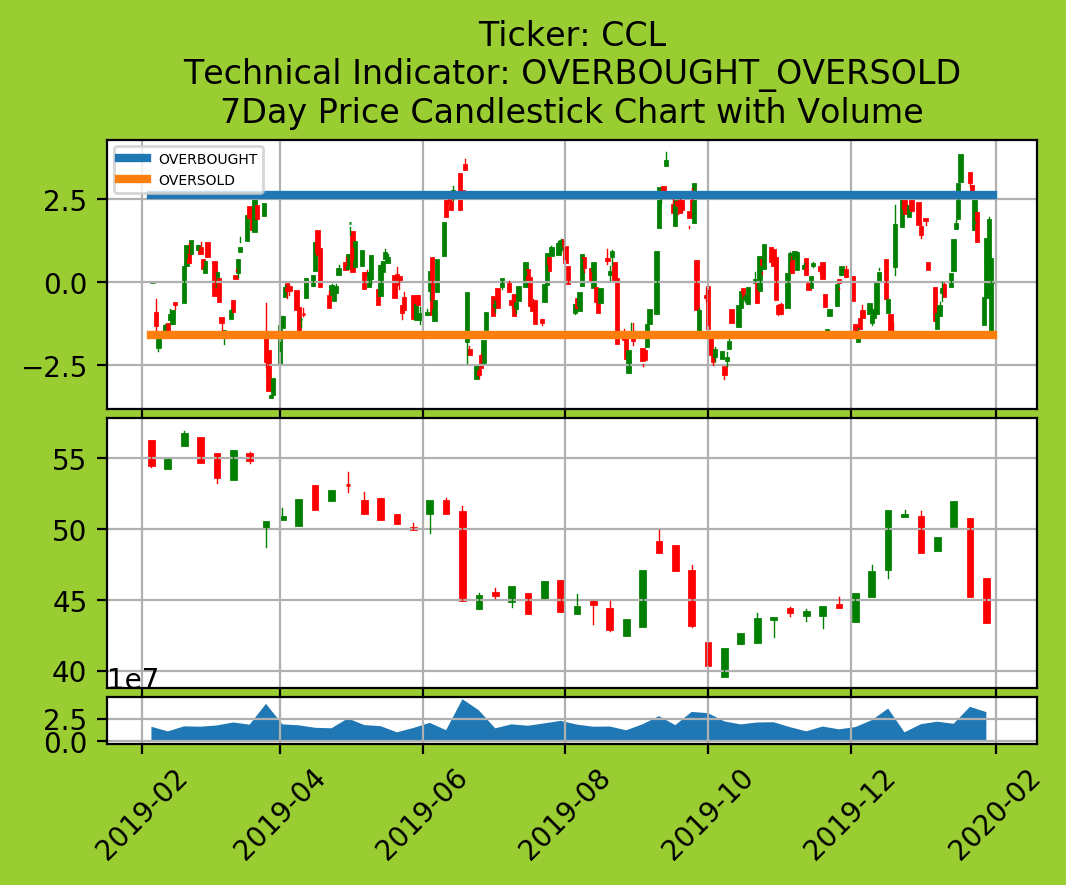 Ticker: CCL
Technical Indicator: OVERBOUGHT_OVERSOLD
7Day Price Candlestick Chart with Volume
OVERBOUGHT
OVERSOLD
2.5
0.0
−2.5
55
50
45
40
1e7
2.5
0.0
2019-02
2019-04
2019-06
2019-08
2019-10
2019-12
2020-02